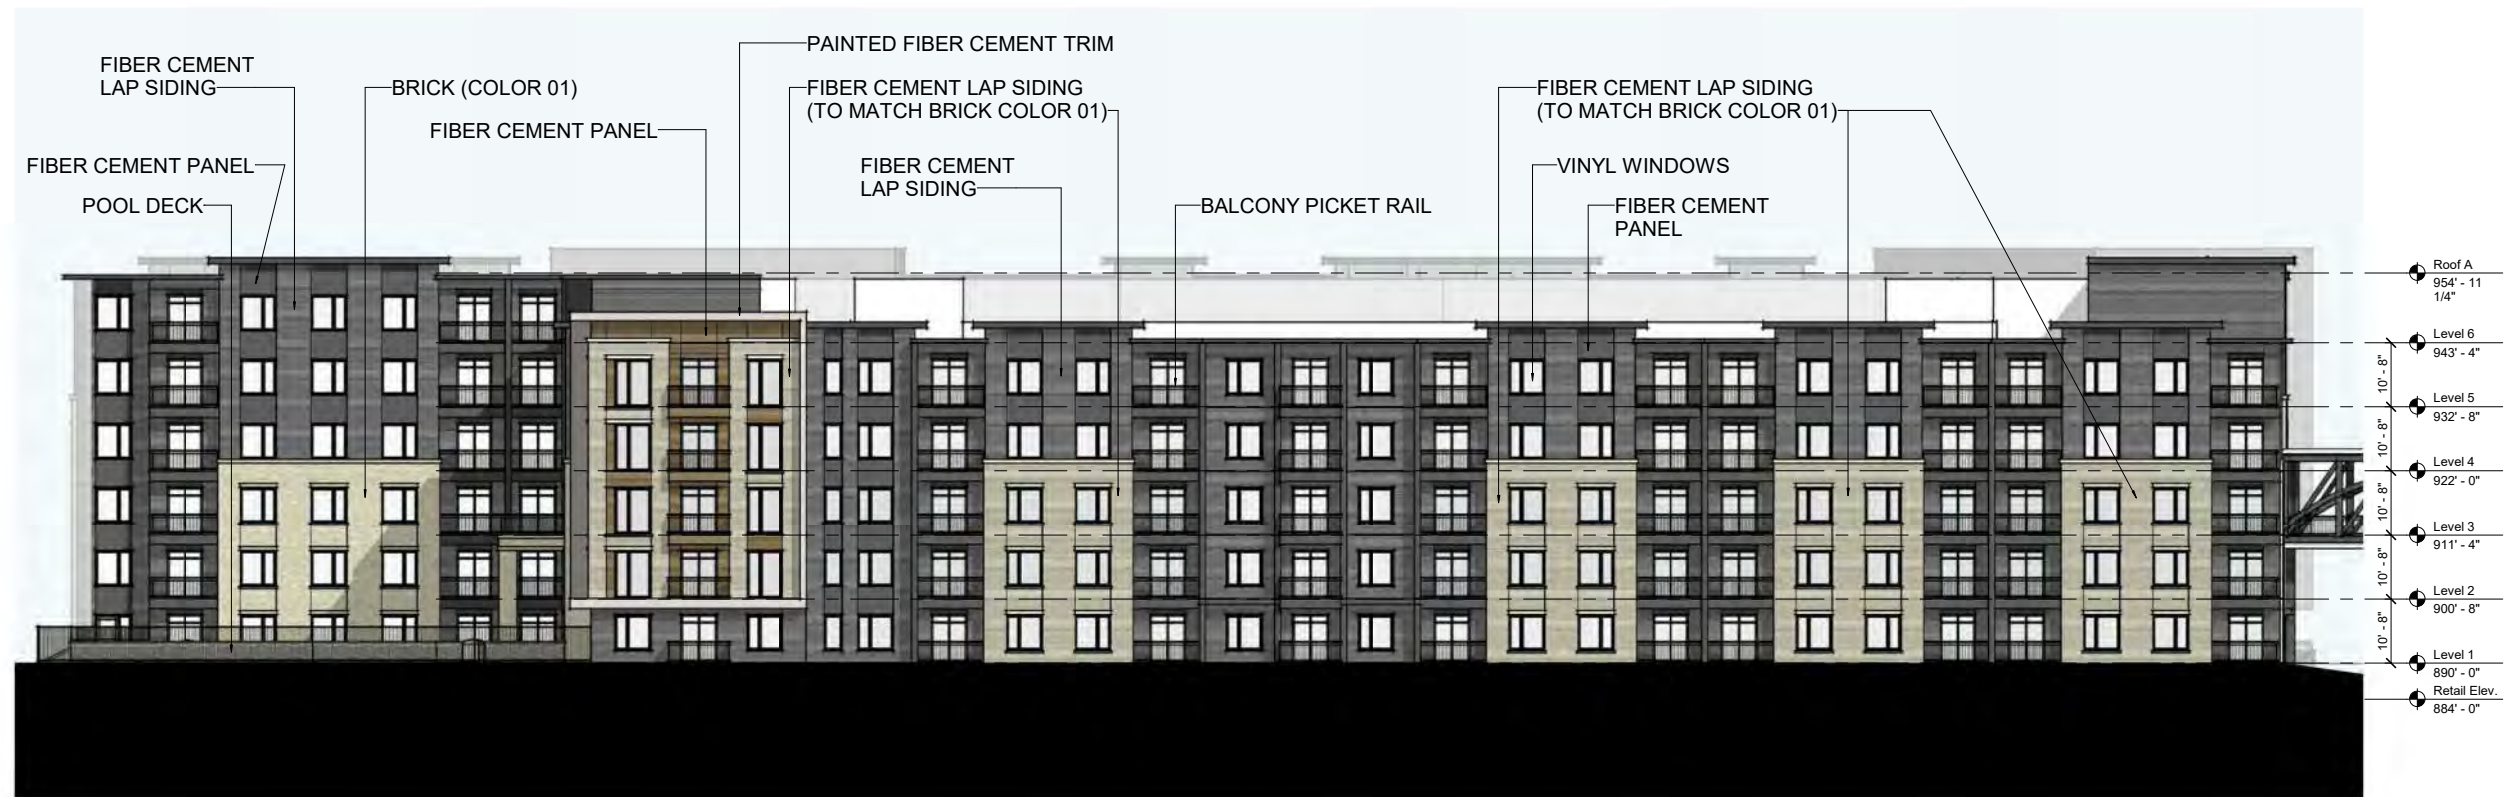 PAINTED FIBER CEMENT TRIM
FIBER CEMENT
LAP SIDING
BRICK (COLOR 01)
FIBER CEMENT LAP SIDING
(TO MATCH BRICK COLOR 01)
FIBER CEMENT LAP SIDING
(TO MATCH BRICK COLOR 01)
FIBER CEMENT PANEL
FIBER CEMENT PANEL
FIBER CEMENT
LAP SIDING
VINYL WINDOWS
POOL DECK
BALCONY PICKET RAIL
FIBER CEMENT
PANEL
Roof A
954' - 11
1/4"
Level 6
943' - 4"
10' - 8"
Level 5
932' - 8"
10' - 8"
Level 4
922' - 0"
10' - 8"
Level 3
911' - 4"
10' - 8"
Level 2
900' - 8"
10' - 8"
Level 1
890' - 0"
Retail Elev.
884' - 0"